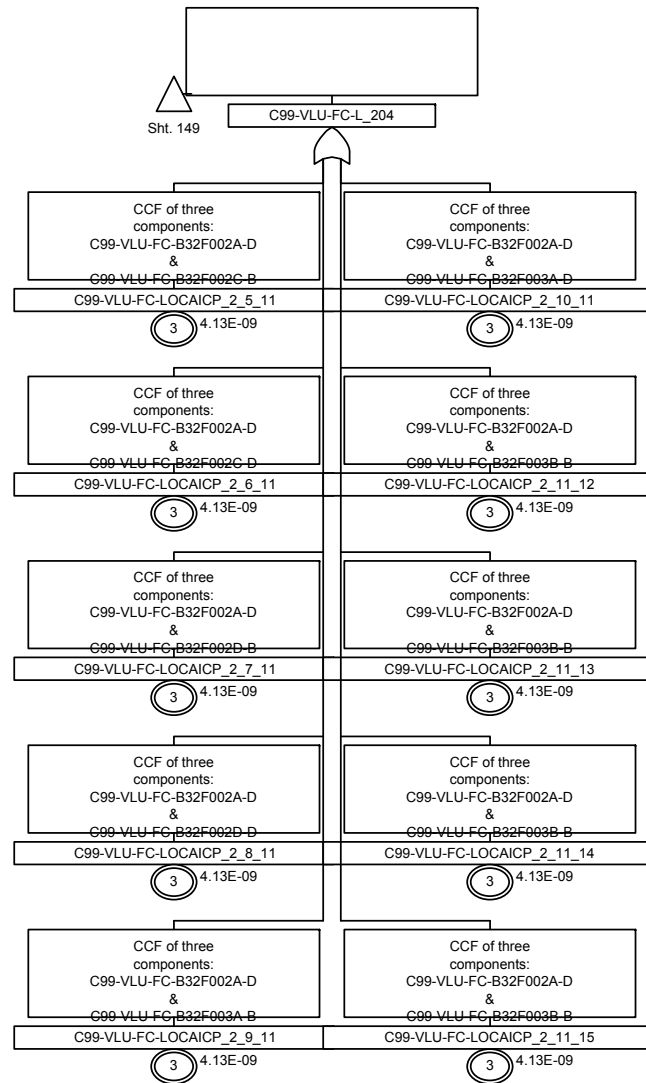 C99-VLU-FC-L_204
Sht. 149
CCF of three
components:
C99-VLU-FC-B32F002A-D
&
C99-VLU-FC-B32F002C-B
C99-VLU-FC-LOCAICP_2_5_11
3
4.13E-09
CCF of three
components:
C99-VLU-FC-B32F002A-D
&
C99-VLU-FC-B32F003A-D
C99-VLU-FC-LOCAICP_2_10_11
3
4.13E-09
CCF of three
components:
C99-VLU-FC-B32F002A-D
&
C99-VLU-FC-B32F002C-D
C99-VLU-FC-LOCAICP_2_6_11
3
4.13E-09
CCF of three
components:
C99-VLU-FC-B32F002A-D
&
C99-VLU-FC-B32F003B-B
C99-VLU-FC-LOCAICP_2_11_12
3
4.13E-09
CCF of three
components:
C99-VLU-FC-B32F002A-D
&
C99-VLU-FC-B32F002D-B
C99-VLU-FC-LOCAICP_2_7_11
3
4.13E-09
CCF of three
components:
C99-VLU-FC-B32F002A-D
&
C99-VLU-FC-B32F003B-B
C99-VLU-FC-LOCAICP_2_11_13
3
4.13E-09
CCF of three
components:
C99-VLU-FC-B32F002A-D
&
C99-VLU-FC-B32F002D-D
C99-VLU-FC-LOCAICP_2_8_11
3
4.13E-09
CCF of three
components:
C99-VLU-FC-B32F002A-D
&
C99-VLU-FC-B32F003B-B
C99-VLU-FC-LOCAICP_2_11_14
3
4.13E-09
CCF of three
components:
C99-VLU-FC-B32F002A-D
&
C99-VLU-FC-B32F003A-B
C99-VLU-FC-LOCAICP_2_9_11
3
4.13E-09
CCF of three
components:
C99-VLU-FC-B32F002A-D
&
C99-VLU-FC-B32F003B-B
C99-VLU-FC-LOCAICP_2_11_15
3
4.13E-09